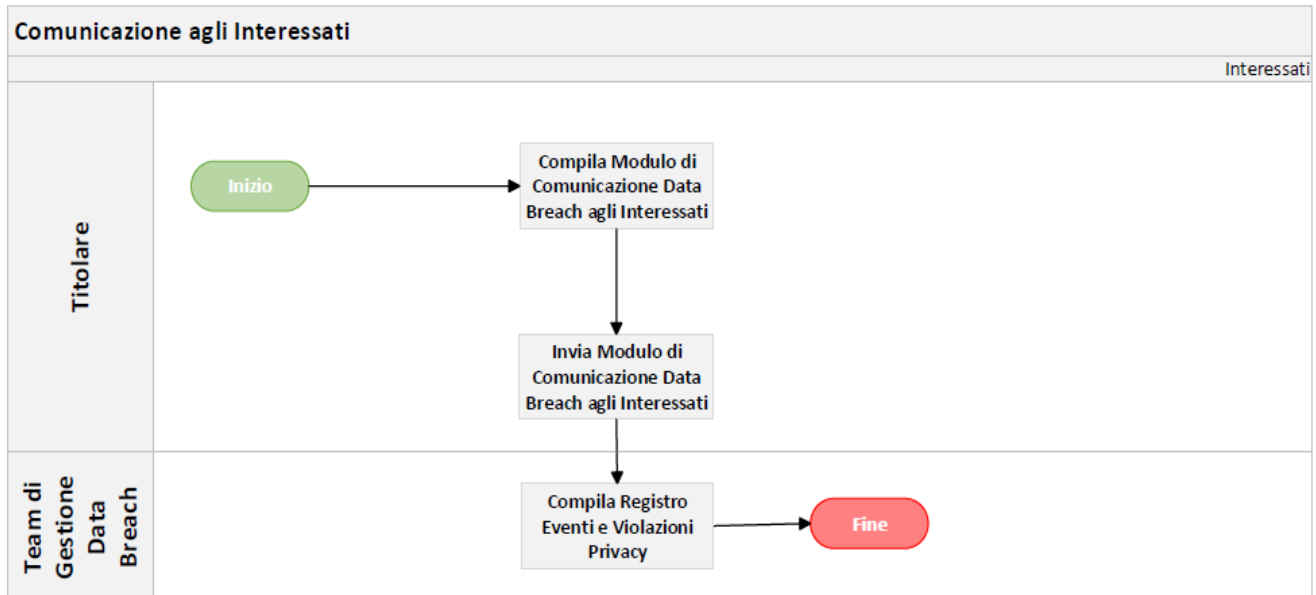 Comunicazione agli Interessati
Interessati
Titolare
Inizio
Compila Modulo di
Comunicazione Data
Breach agli Interessati
Invia Modulo di
Comunicazione Data
Breach agli Interessati
Team di
Gestione
Data
Breach
Compila Registro
Eventi e Violazioni
Privacy
Fine